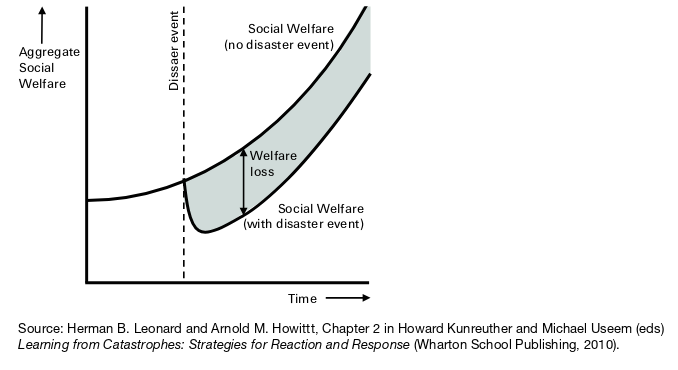 Aggregate
Social
Welfare
Dissaer event
Social Welfare
(no disaster event)
Welfare
loss
Social Welfare
(with disaster event)
Time
Source: Herman B. Leonard and Arnold M. Howittt, Chapter 2 in Howard Kunreuther and Michael Useem (eds)
Learning from Catastrophes: Strategies for Reaction and Response (Wharton School Publishing, 2010).